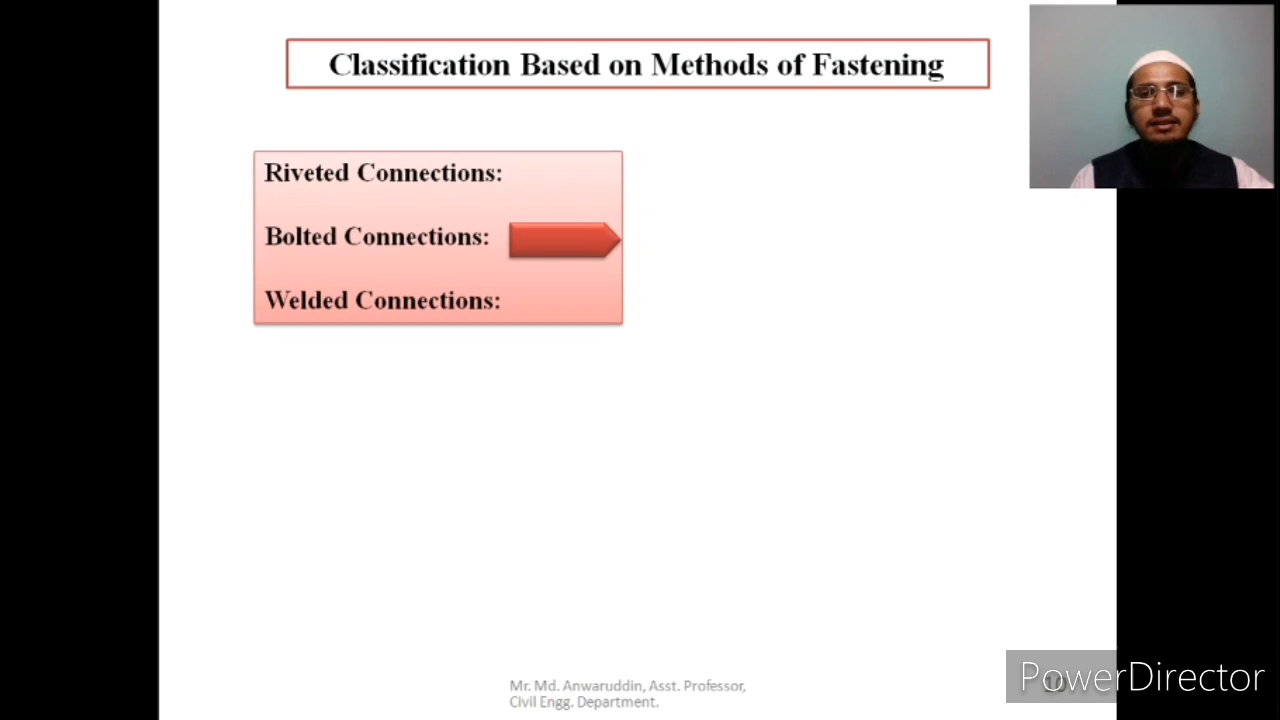 Classification Based on Methods of Fastening
Riveted Connections:
Bolted Connections:
Welded Connections:
Mr. Md. Anwaruddin, Asst. Professor,
Civil Engg. Department.
PowerDirector